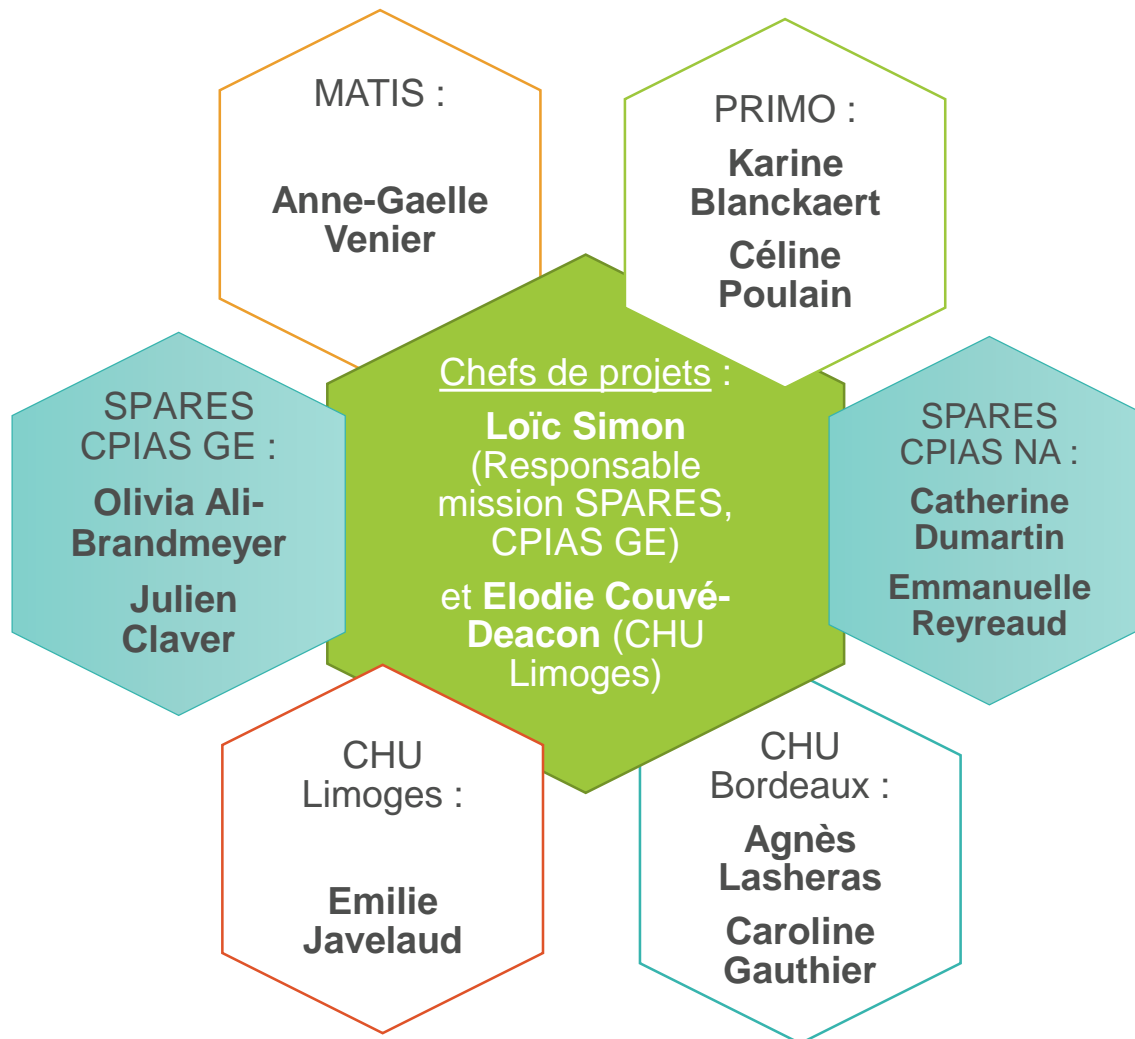 MATIS :
Anne-Gaelle
Venier
PRIMO :
Karine
Blanckaert
Céline
Poulain
SPARES
CPIAS GE :
Olivia Ali-
Brandmeyer
Julien
Claver
Chefs de projets :
Loïc Simon
(Responsable
mission SPARES,
CPIAS GE)
et Elodie Couvé-
Deacon (CHU
Limoges)
SPARES
CPIAS NA :
Catherine
Dumartin
Emmanuelle
Reyreaud
CHU
Limoges :
Emilie
Javelaud
CHU
Bordeaux :
Agnès
Lasheras
Caroline
Gauthier